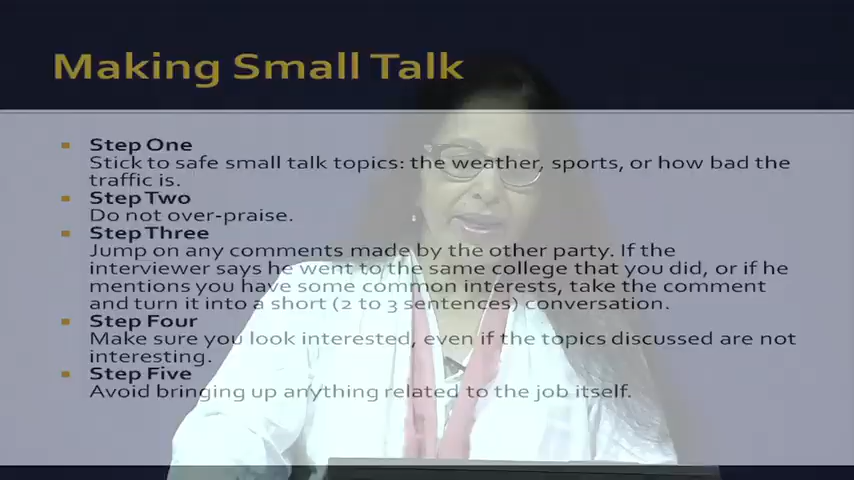 Making Small Talk
Step One
Stick to safe small talk topics: the weather, sports, or how bad the
traffic is.
Step Two
Do not over-praise.
Step Three
Jump on any comments made by the other party. If the
interviewer says he went to the same college that you did, or if he
mentions you have some common interests, take the comment
and turn it into a short (2 to 3 sentences) conversation.
Step Four
Make sure you look interested, even if the topics discussed are not
interesting.
Step Five
Avoid bringing up anything related to the job itself.